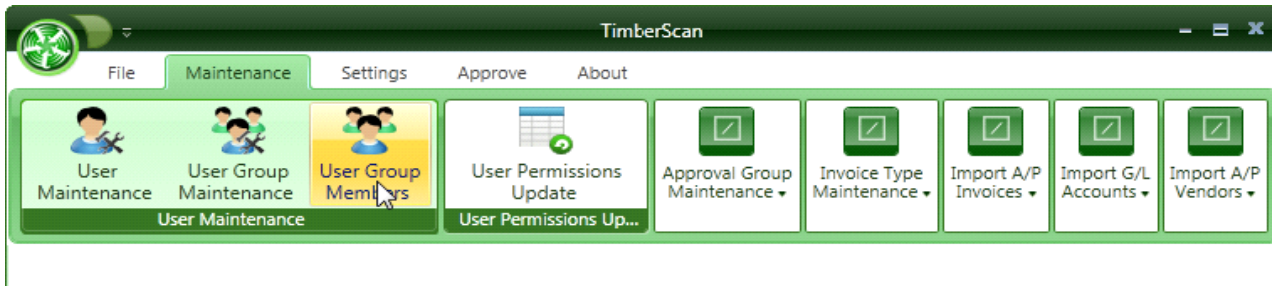 TimberScan
File Maintenance Settings Approve About
User Maintenance
User Group Maintenance
User Group Members
User Maintenance
User Permissions Update
User Permissions Up...
Approval Group Maintenance
Invoice Type Maintenance
Import A/P Invoices
Import G/L Accounts
Import A/P Vendors